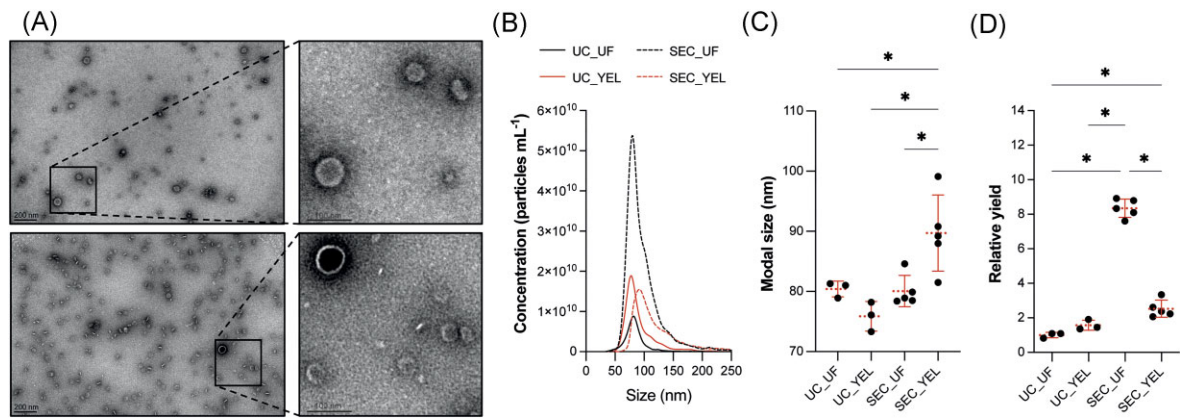 (A)
200 nm
100 nm
200 nm
100 nm
(B)
UC_UF
SEC_UF
UC_YEL
SEC_YEL
Concentration (particles mL⁻¹)
6×10¹⁰
5×10¹⁰
4×10¹⁰
3×10¹⁰
2×10¹⁰
1×10¹⁰
0
0 50 100 150 200 250
Size (nm)
(C)
* 
*
*
Modal size (nm)
110
100
90
80
70
UC_UF
UC_YEL
SEC_UF
SEC_YEL
(D)
*
*
* *
Relative yield
14
12
10
8
6
4
2
0
UC_UF
UC_YEL
SEC_UF
SEC_YEL